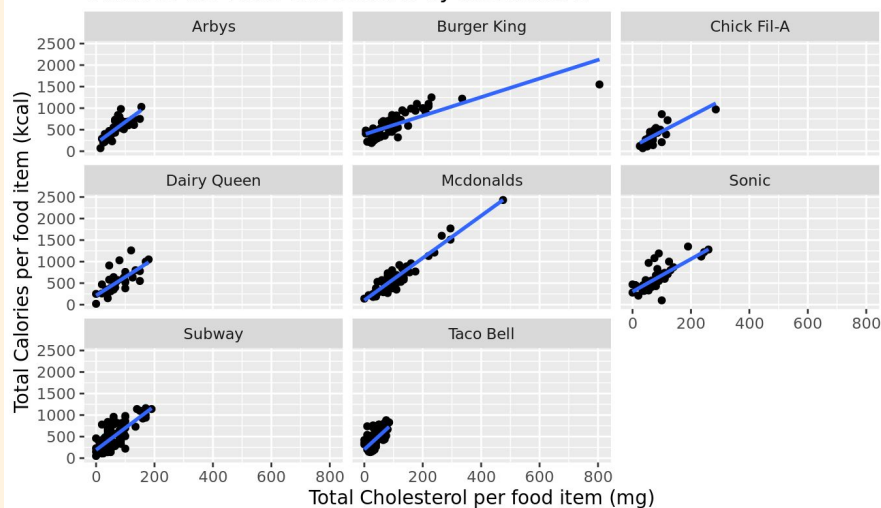 Arbys Burger King Chick Fil-A
2500
2000
1500
1000
500
0
Dairy Queen Mcdonalds Sonic
2500
2000
1500
1000
500
0
0 200 400 600 800
Subway Taco Bell
2500
2000
1500
1000
500
0
0 200 400 600 800 0 200 400 600 800
Total Cholesterol per food item (mg)
Total Calories per food item (kcal)